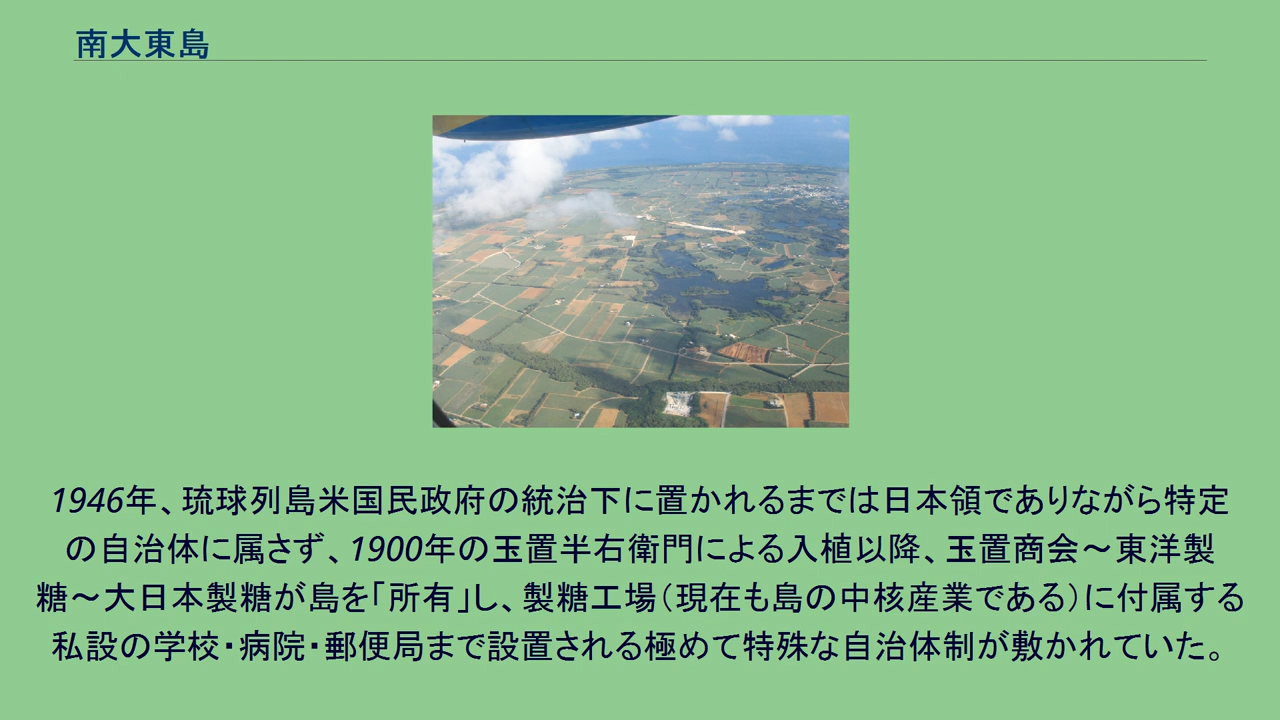 南大東島
1946年、琉球列島米国民政府の統治下に置かれるまでは日本領でありながら特定
の自治体に属さず、1900年の玉置半右衛門による入植以降、玉置商会～東洋製
糖～大日本製糖が島を「所有」し、製糖工場（現在も島の中核産業である）に付属する
私設の学校・病院・郵便局まで設置される極めて特殊な自治体制が敷かれていた。